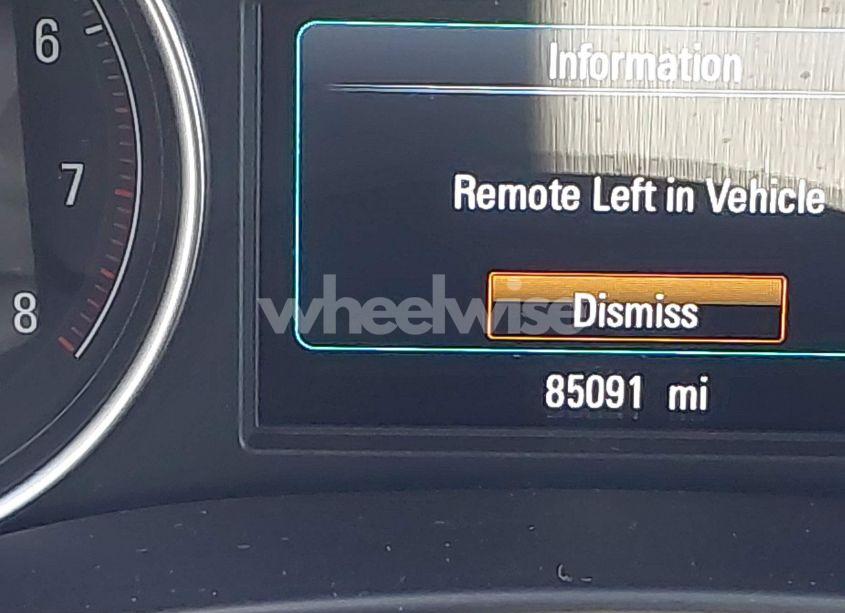 6
7
8
Information
Remote Left in Vehicle
wheelwise
Dismiss
85091 mi